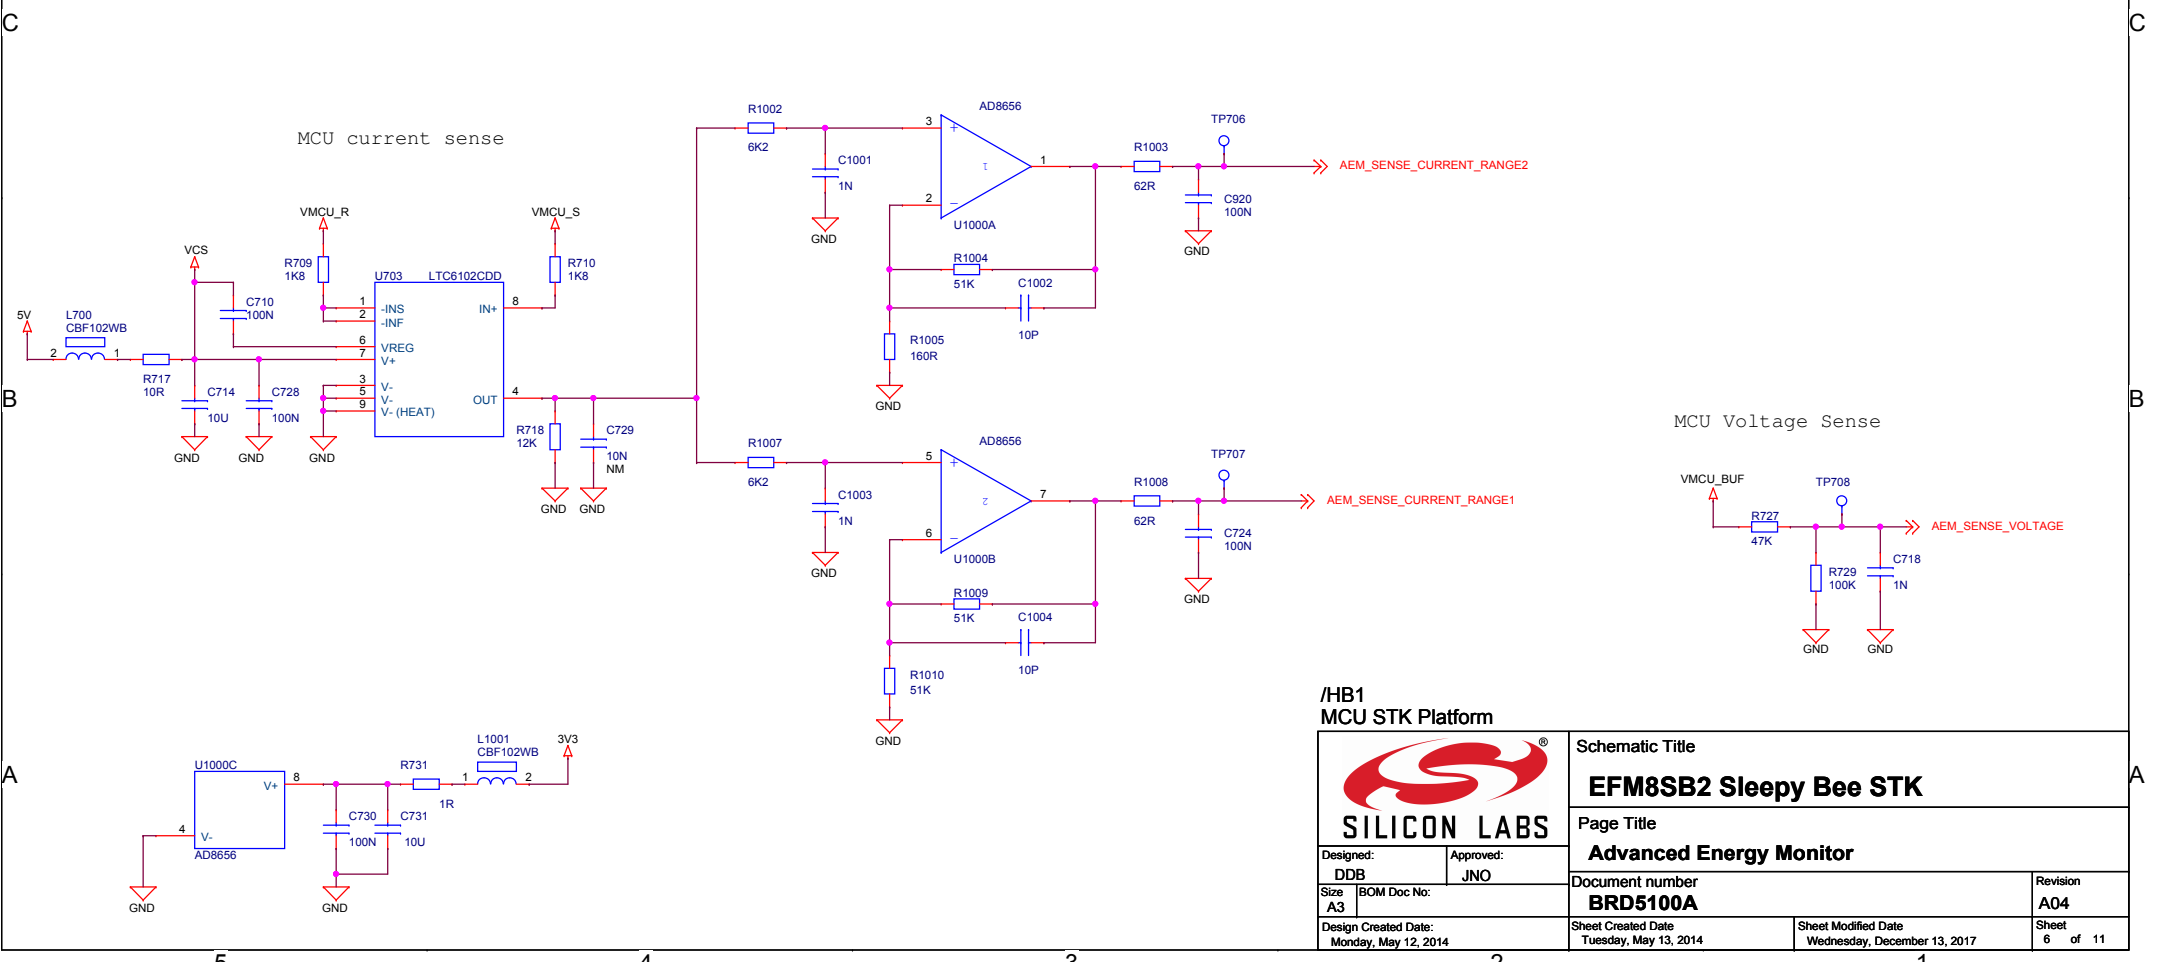 C
C
MCU current sense
R1002
6K2
C1001
1N
GND
AD8656
3
+
1
1
2
−
U1000A
R1004
51K
C1002
10P
R1005
160R
GND
R1003
62R
TP706
AEM_SENSE_CURRENT_RANGE2
C920
100N
GND
VMCU_R
VMCU_S
VCS
R709
1K8
R710
1K8
U703
LTC6102CDD
C710
100N
5V
L700
CBF102WB
2
1
R717
10R
C714
10U
C728
100N
GND
GND
GND
1
2
6
7
3
5
9
-INS
-INF
VREG
V+
V-
V-
V- (HEAT)
IN+
8
OUT
4
R718
12K
C729
10N
NM
GND
GND
B
B
R1007
6K2
C1003
1N
GND
AD8656
5
+
2
7
6
−
U1000B
R1009
51K
C1004
10P
R1010
51K
GND
R1008
62R
TP707
AEM_SENSE_CURRENT_RANGE1
C724
100N
GND
MCU Voltage Sense
VMCU_BUF
TP708
R727
47K
AEM_SENSE_VOLTAGE
R729
100K
C718
1N
GND
GND
A
A
U1000C
V+
8
4
V-
AD8656
GND
R731
1R
L1001
CBF102WB
1
2
3V3
C730
100N
C731
10U
GND
/HB1
MCU STK Platform
®
SILICON LABS
Schematic Title
EFM8SB2 Sleepy Bee STK
Page Title
Advanced Energy Monitor
Designed:
DDB
Approved:
JNO
Size
A3
BOM Doc No:
Document number
BRD5100A
Revision
A04
Design Created Date:
Monday, May 12, 2014
Sheet Created Date
Tuesday, May 13, 2014
Sheet Modified Date
Wednesday, December 13, 2017
Sheet
6 of 11
5
4
3
2
1